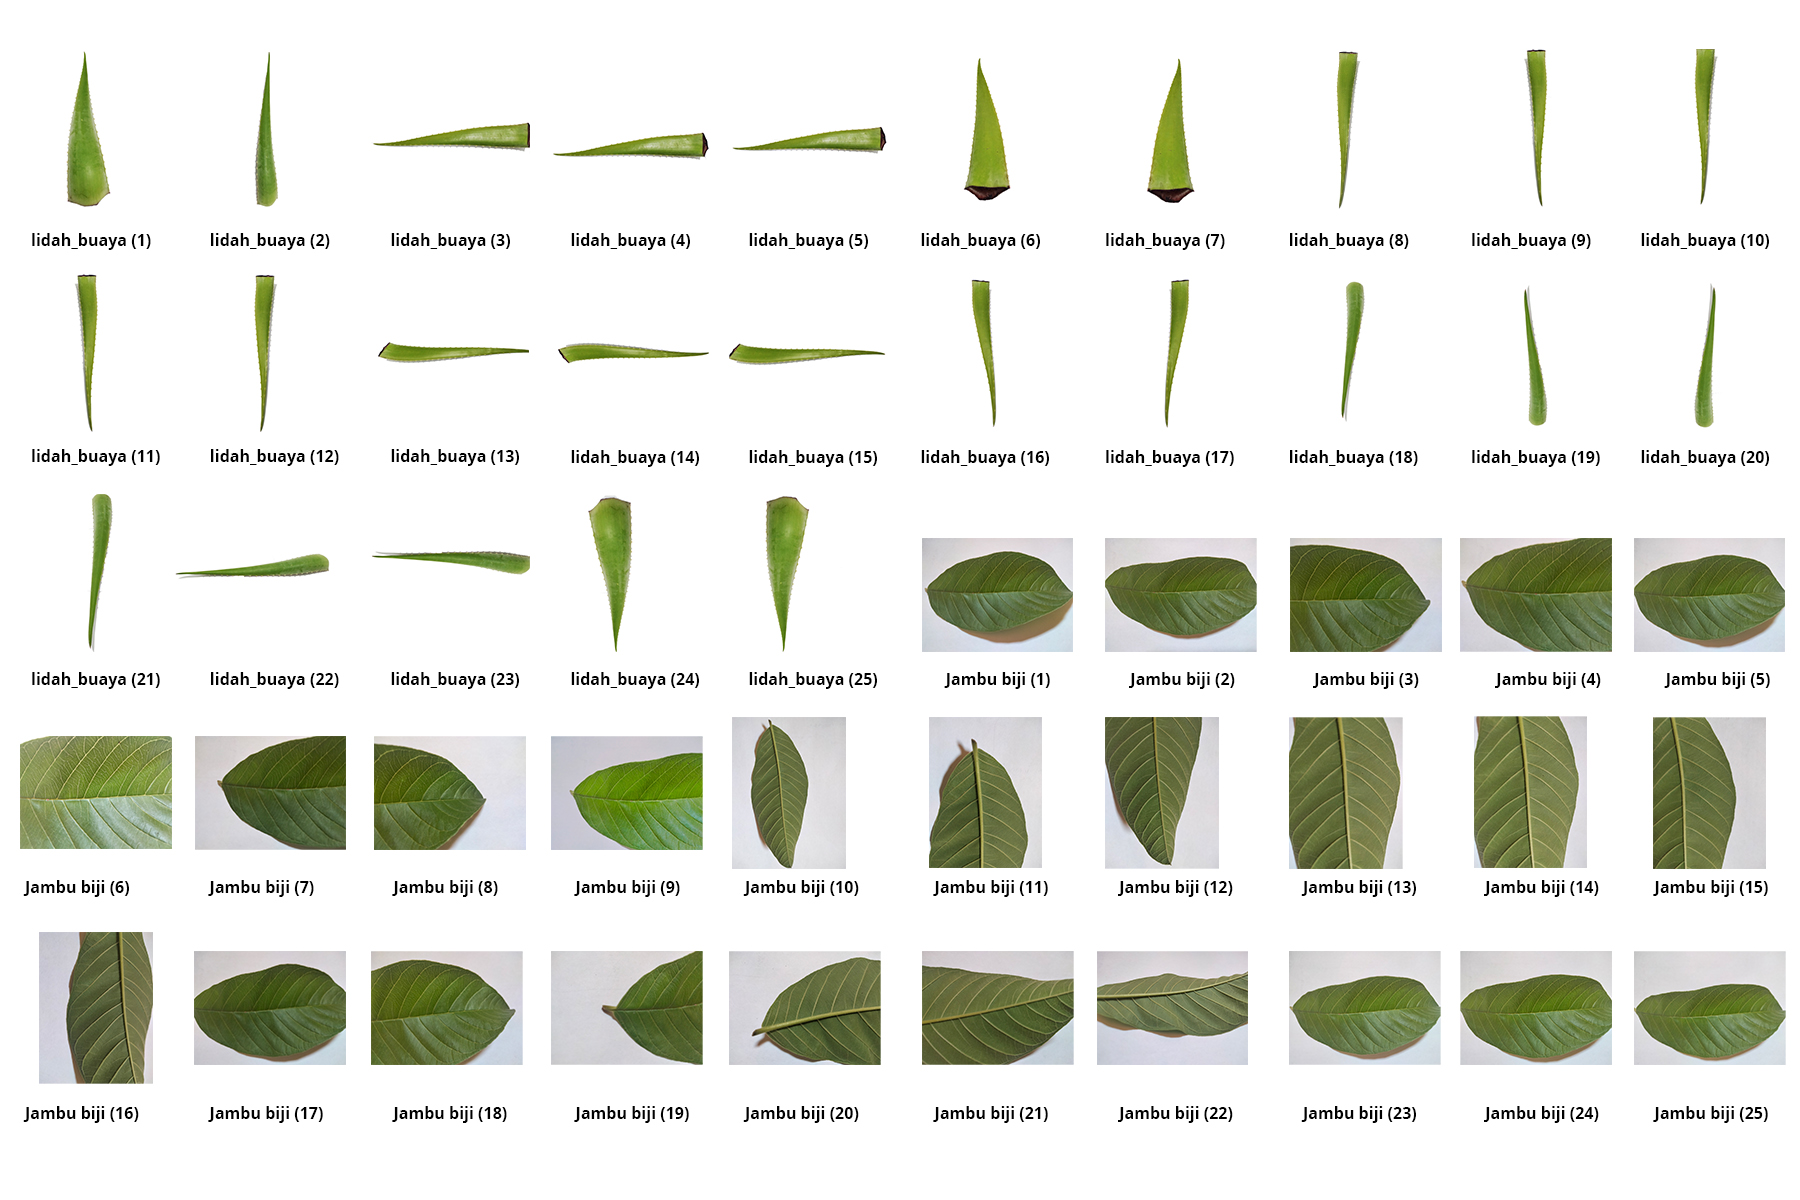 lidah_buaya (1) lidah_buaya (2) lidah_buaya (3) lidah_buaya (4) lidah_buaya (5) lidah_buaya (6) lidah_buaya (7) lidah_buaya (8) lidah_buaya (9) lidah_buaya (10)
lidah_buaya (11) lidah_buaya (12) lidah_buaya (13) lidah_buaya (14) lidah_buaya (15) lidah_buaya (16) lidah_buaya (17) lidah_buaya (18) lidah_buaya (19) lidah_buaya (20)
lidah_buaya (21) lidah_buaya (22) lidah_buaya (23) lidah_buaya (24) lidah_buaya (25) Jambu biji (1) Jambu biji (2) Jambu biji (3) Jambu biji (4) Jambu biji (5)
Jambu biji (6) Jambu biji (7) Jambu biji (8) Jambu biji (9) Jambu biji (10) Jambu biji (11) Jambu biji (12) Jambu biji (13) Jambu biji (14) Jambu biji (15)
Jambu biji (16) Jambu biji (17) Jambu biji (18) Jambu biji (19) Jambu biji (20) Jambu biji (21) Jambu biji (22) Jambu biji (23) Jambu biji (24) Jambu biji (25)